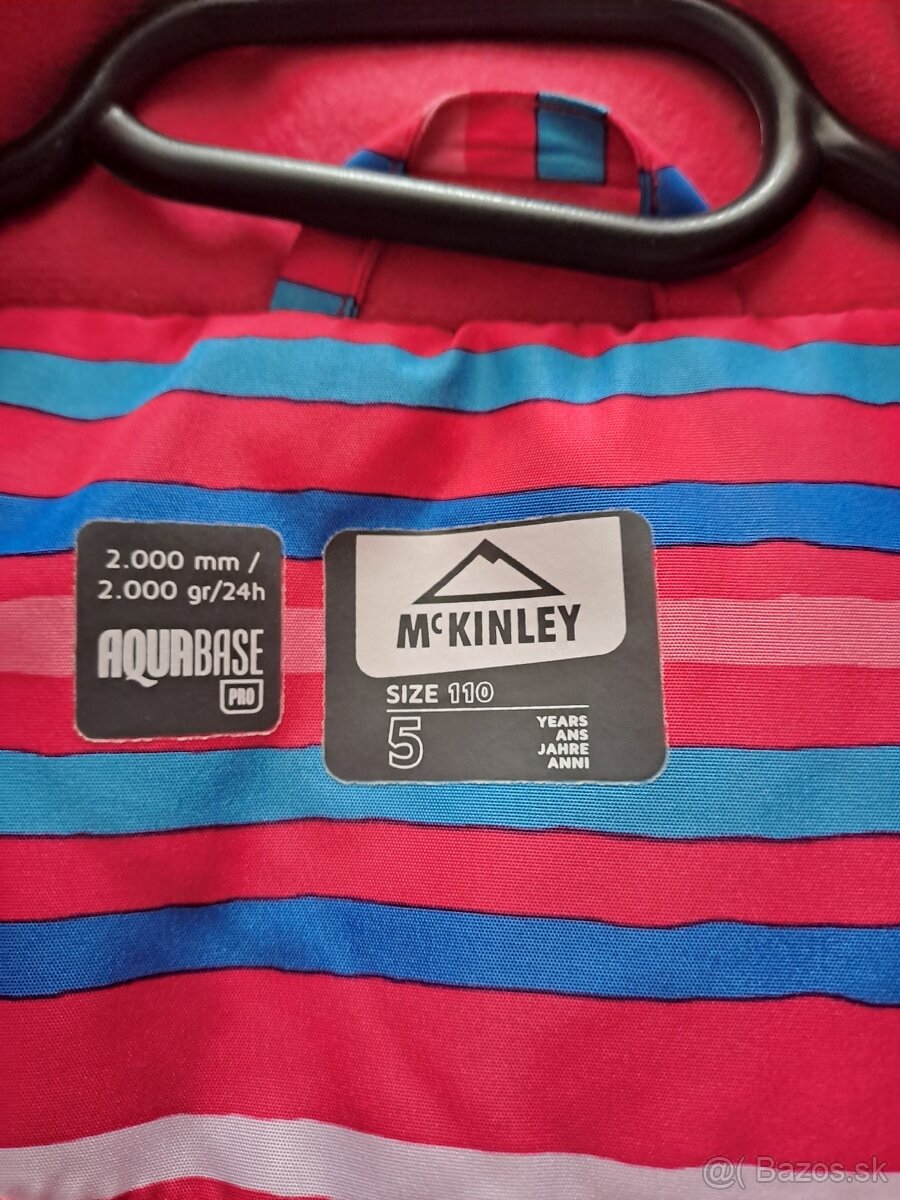 2.000 mm /
2.000 gr/24h
AQUABASE
PRO
McKINLEY
SIZE 110
5
YEARS
ANS
JAHRE
ANNI
@( Bazos.sk